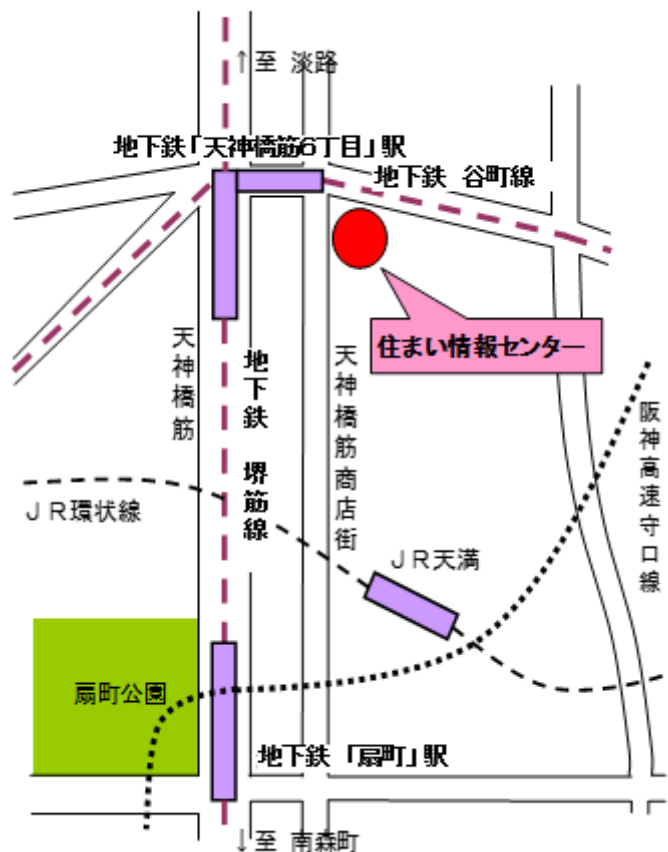 ↑至 淡路
地下鉄「天神橋筋6丁目」駅
地下鉄 谷町線
住まい情報センター
天神橋筋
地下鉄 堺筋線
天神橋筋商店街
阪神高速守口線
JR環状線
JR天満
扇町公園
地下鉄「扇町」駅
↓至 南森町